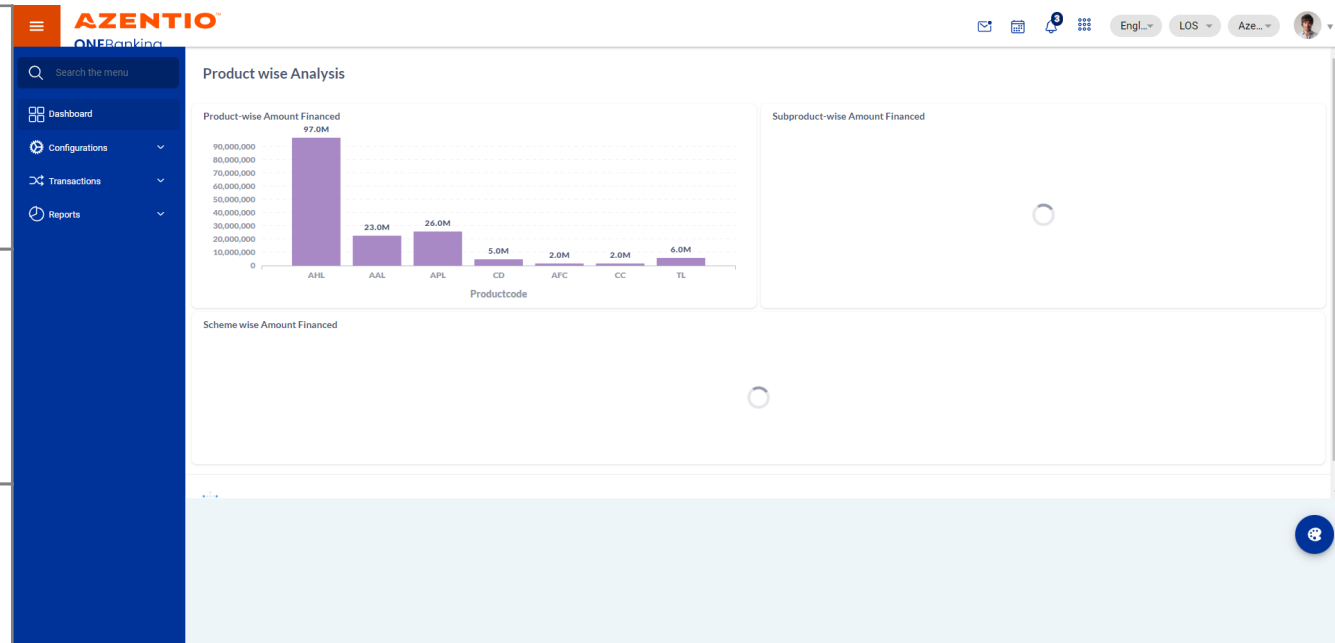 AZENTIO
ONEBanking
3
Engl...
LOS
Aze...
Search the menu
Dashboard
Configurations
Transactions
Reports
Product wise Analysis
Product-wise Amount Financed
97.0M
90,000,000
80,000,000
70,000,000
60,000,000
50,000,000
40,000,000
30,000,000
20,000,000
10,000,000
0
23.0M
26.0M
5.0M
2.0M
2.0M
6.0M
AHL AAL APL CD AFC CC TL
Productcode
Subproduct-wise Amount Financed
Scheme wise Amount Financed